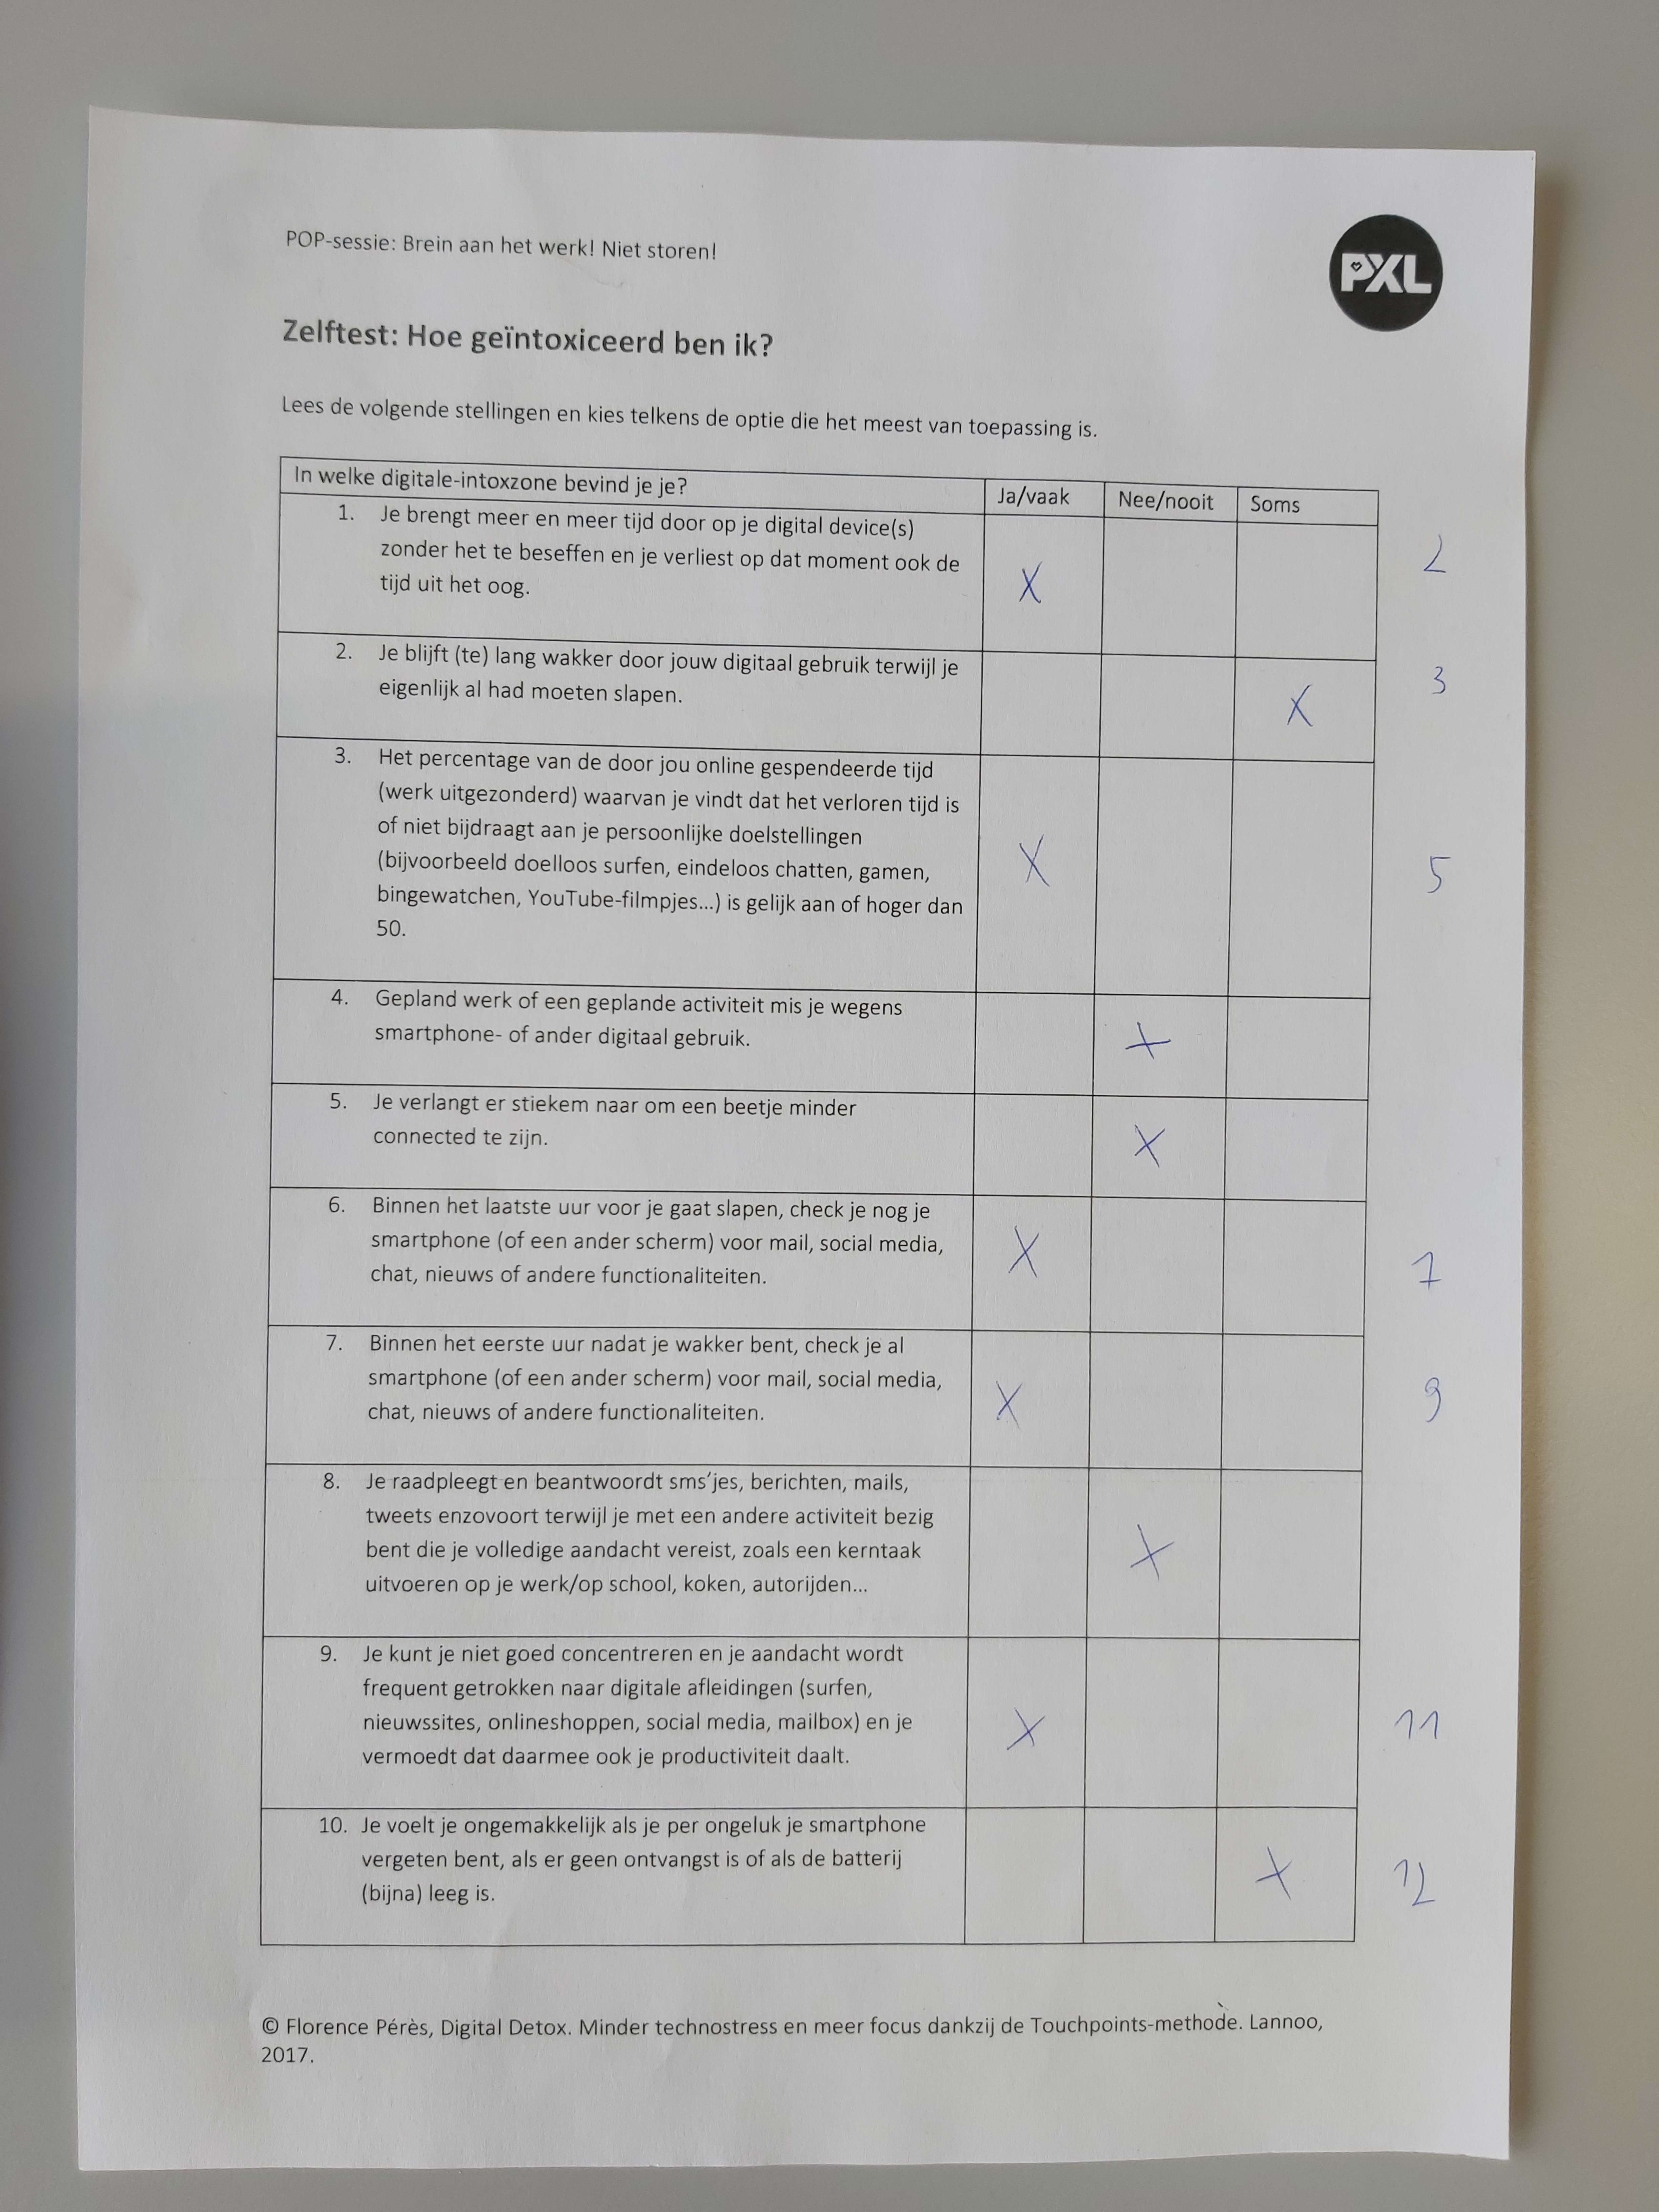 POP-sessie: Brein aan het werk! Niet storen!
PXL
Zelftest: Hoe geïntoxiceerd ben ik?
Lees de volgende stellingen en kies telkens de optie die het meest van toepassing is.
In welke digitale-intoxzone bevind je je? Ja/vaak Nee/nooit Soms
1. Je brengt meer en meer tijd door op je digital device(s)
zonder het te beseffen en je verliest op dat moment ook de
tijd uit het oog. X 2
2. Je blijft (te) lang wakker door jouw digitaal gebruik terwijl je
eigenlijk al had moeten slapen. X 3
3. Het percentage van de door jou online gespendeerde tijd
(werk uitgezonderd) waarvan je vindt dat het verloren tijd is
of niet bijdraagt aan je persoonlijke doelstellingen
(bijvoorbeeld doelloos surfen, eindeloos chatten, gamen, X 5
bingewatchen, YouTube-filmpjes...) is gelijk aan of hoger dan
50.
4. Gepland werk of een geplande activiteit mis je wegens
smartphone- of ander digitaal gebruik. X
5. Je verlangt er stiekem naar om een beetje minder
connected te zijn. X
6. Binnen het laatste uur voor je gaat slapen, check je nog je
smartphone (of een ander scherm) voor mail, social media, X
chat, nieuws of andere functionaliteiten. 7
7. Binnen het eerste uur nadat je wakker bent, check je al
smartphone (of een ander scherm) voor mail, social media,
chat, nieuws of andere functionaliteiten. X 9
8. Je raadpleegt en beantwoordt sms'jes, berichten, mails,
tweets enzovoort terwijl je met een andere activiteit bezig
bent die je volledige aandacht vereist, zoals een kerntaak X
uitvoeren op je werk/op school, koken, autorijden...
9. Je kunt je niet goed concentreren en je aandacht wordt
frequent getrokken naar digitale afleidingen (surfen,
nieuwssites, onlineshoppen, social media, mailbox) en je X 11
vermoedt dat daarmee ook je productiviteit daalt.
10. Je voelt je ongemakkelijk als je per ongeluk je smartphone
vergeten bent, als er geen ontvangst is of als de batterij X 12
(bijna) leeg is.
© Florence Pérès, Digital Detox. Minder technostress en meer focus dankzij de Touchpoints-methode. Lannoo,
2017.